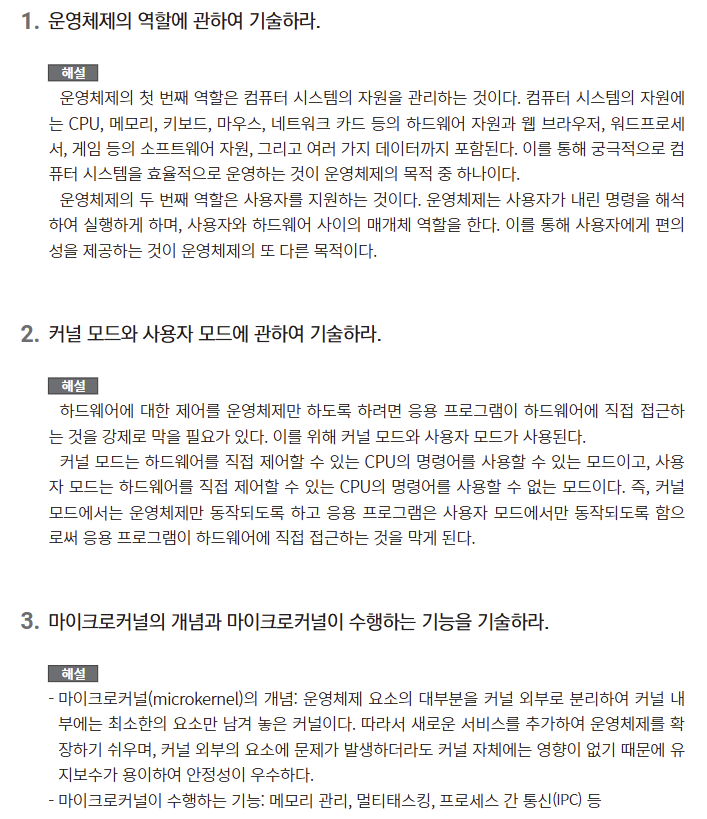 1. 운영체제의 역할에 관하여 기술하라.
해설
운영체제의 첫 번째 역할은 컴퓨터 시스템의 자원을 관리하는 것이다. 컴퓨터 시스템의 자원에
는 CPU, 메모리, 키보드, 마우스, 네트워크 카드 등의 하드웨어 자원과 웹 브라우저, 워드프로세
서, 게임 등의 소프트웨어 자원, 그리고 여러 가지 데이터까지 포함된다. 이를 통해 궁극적으로 컴
퓨터 시스템을 효율적으로 운영하는 것이 운영체제의 목적 중 하나이다.
운영체제의 두 번째 역할은 사용자를 지원하는 것이다. 운영체제는 사용자가 내린 명령을 해석
하여 실행하게 하며, 사용자와 하드웨어 사이의 매개체 역할을 한다. 이를 통해 사용자에게 편의
성을 제공하는 것이 운영체제의 또 다른 목적이다.
2. 커널 모드와 사용자 모드에 관하여 기술하라.
해설
하드웨어에 대한 제어를 운영체제만 하도록 하려면 응용 프로그램이 하드웨어에 직접 접근하
는 것을 강제로 막을 필요가 있다. 이를 위해 커널 모드와 사용자 모드가 사용된다.
커널 모드는 하드웨어를 직접 제어할 수 있는 CPU의 명령어를 사용할 수 있는 모드이고, 사용
자 모드는 하드웨어를 직접 제어할 수 있는 CPU의 명령어를 사용할 수 없는 모드이다. 즉, 커널
모드에서는 운영체제만 동작되도록 하고 응용 프로그램은 사용자 모드에서만 동작되도록 함으
로써 응용 프로그램이 하드웨어에 직접 접근하는 것을 막게 된다.
3. 마이크로커널의 개념과 마이크로커널이 수행하는 기능을 기술하라.
해설
- 마이크로커널(microkernel)의 개념: 운영체제 요소의 대부분을 커널 외부로 분리하여 커널 내
부에는 최소한의 요소만 남겨 놓은 커널이다. 따라서 새로운 서비스를 추가하여 운영체제를 확
장하기 쉬우며, 커널 외부의 요소에 문제가 발생하더라도 커널 자체에는 영향이 없기 때문에 유
지보수가 용이하여 안정성이 우수하다.
- 마이크로커널이 수행하는 기능: 메모리 관리, 멀티태스킹, 프로세스 간 통신(IPC) 등